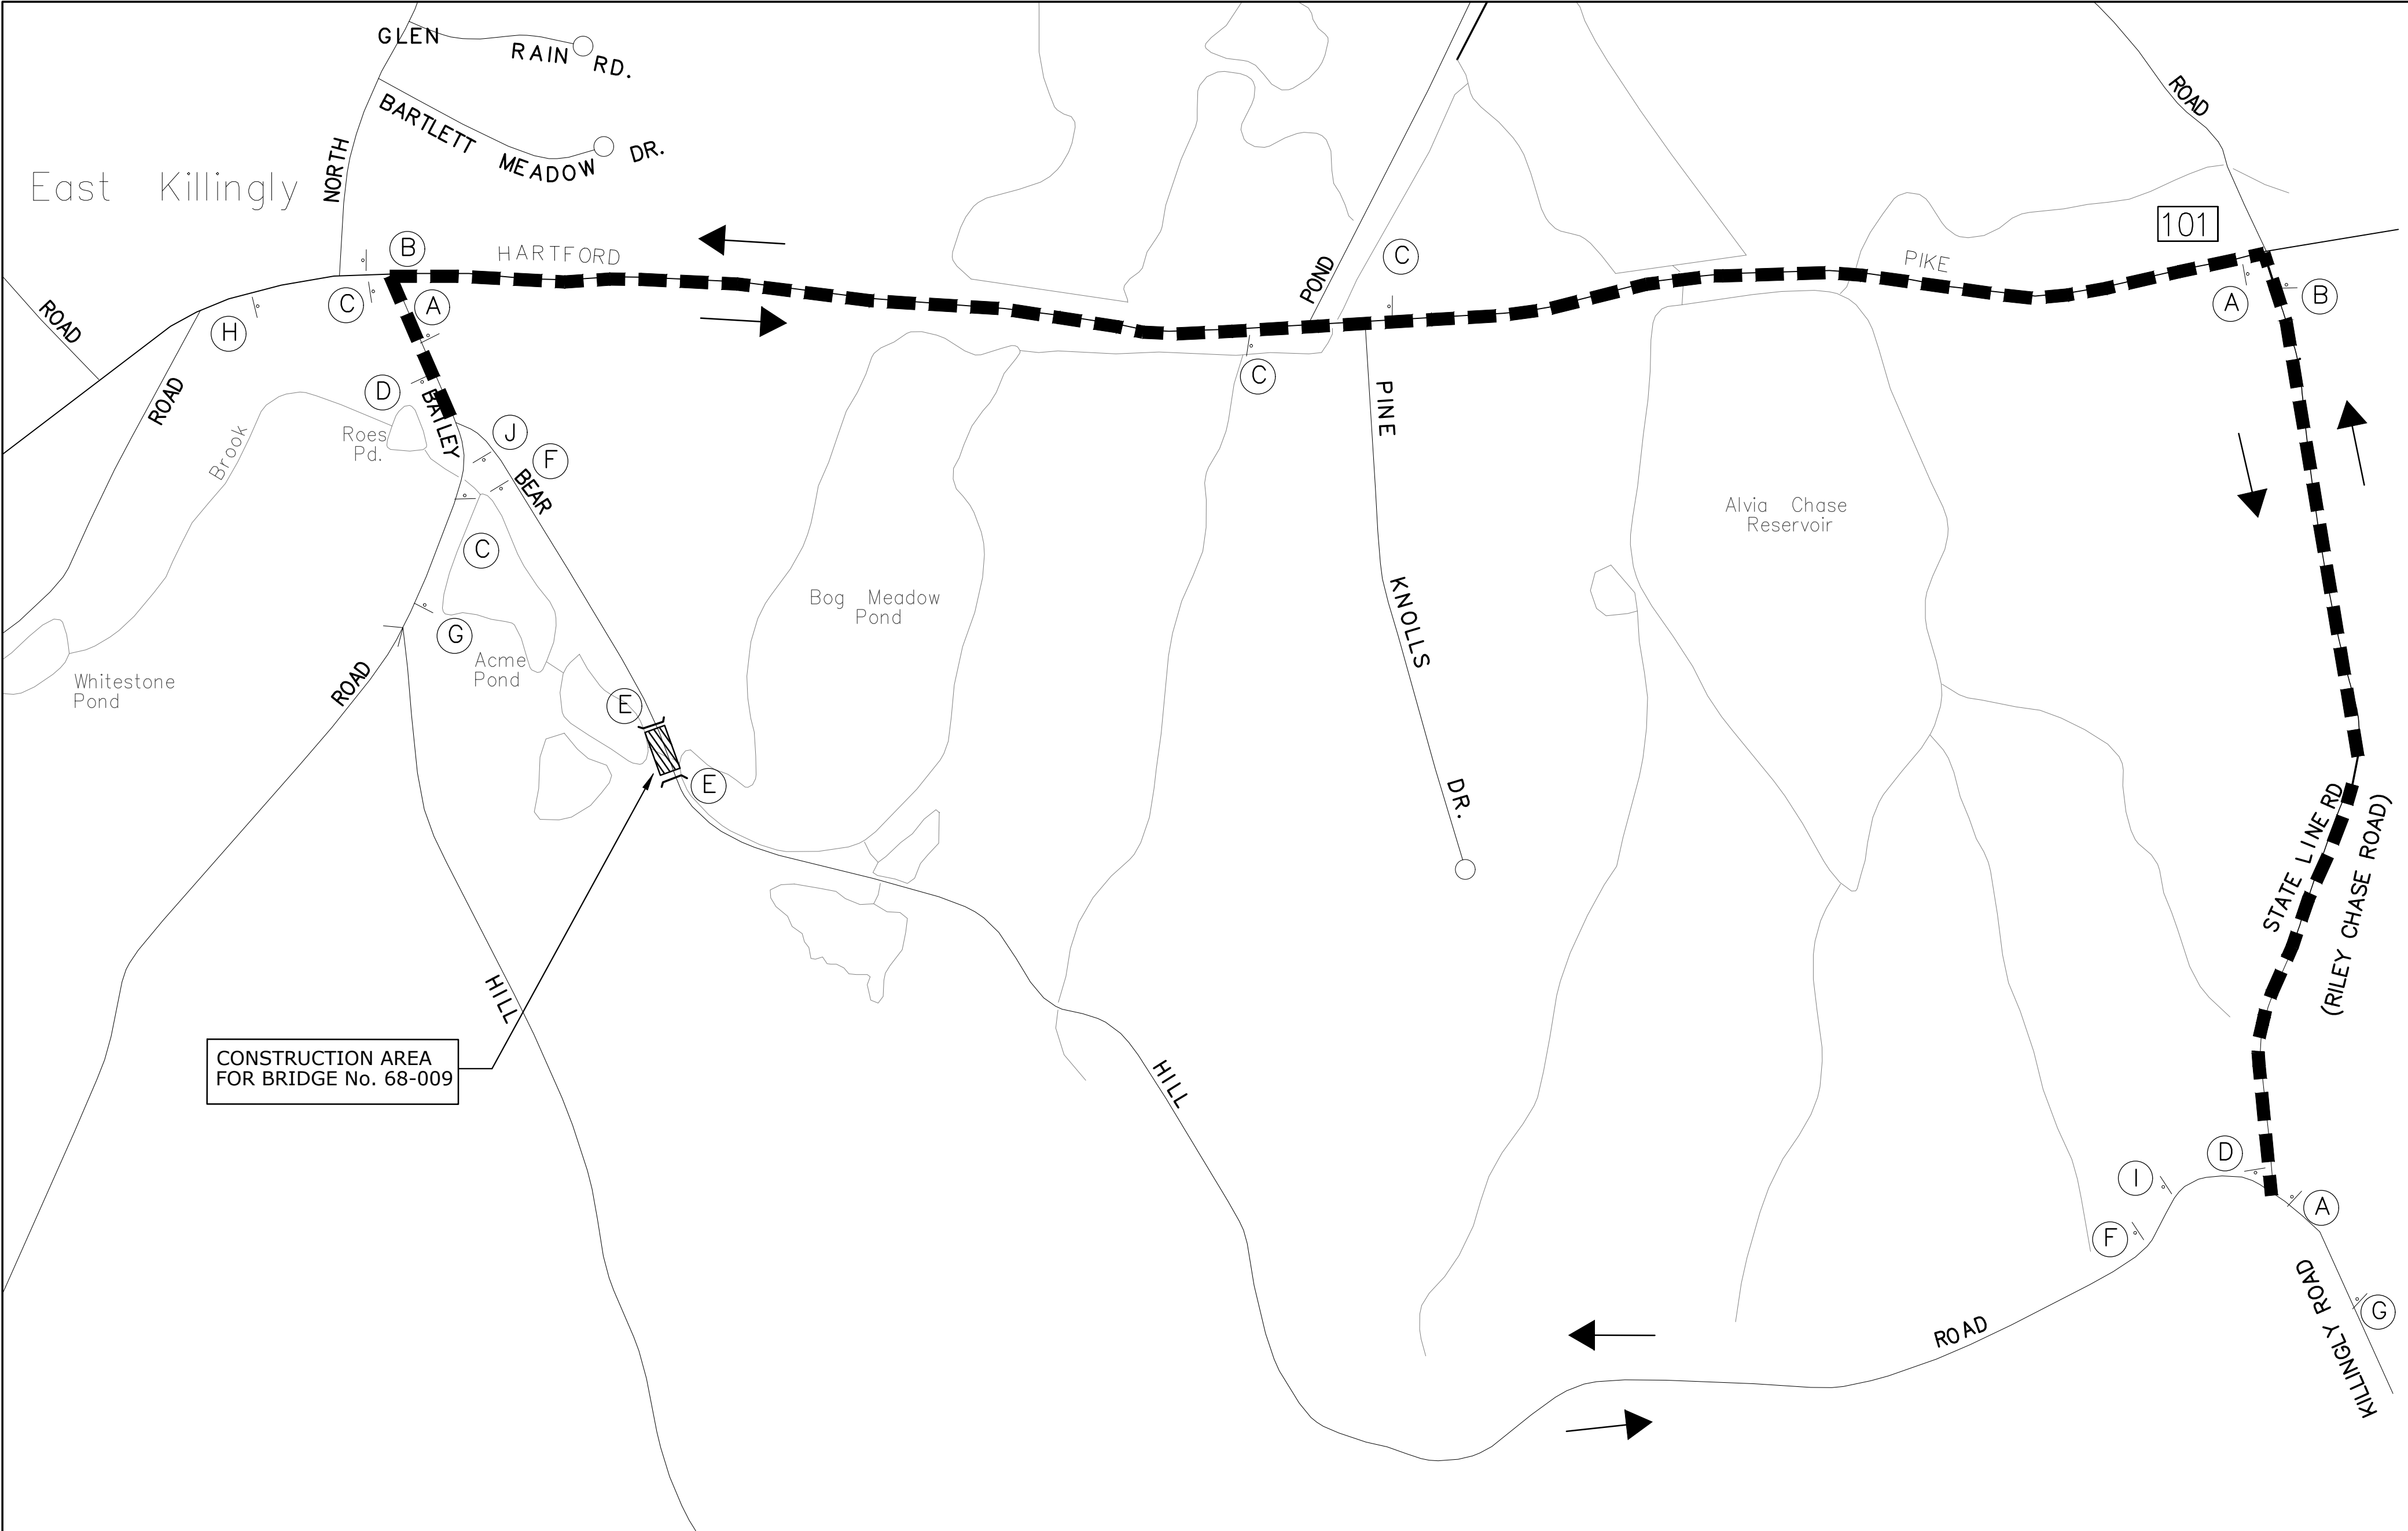 GLEN RAIN RD.
BARTLETT MEADOW DR.
NORTH
East Killingly
ROAD
101
B
HARTFORD
C
PIKE
POND
A
B
C
A
H
ROAD
C
D
BAILEY
ROAD
PINE
Roes
Pd.
Brook
J
F
BEAR
Alvia Chase
Reservoir
C
Bog Meadow
Pond
KNOLLS
G
Acme
Pond
ROAD
Whitestone
Pond
E
E
DR.
STATE LINE RD
(RILEY CHASE ROAD)
HILL
CONSTRUCTION AREA
FOR BRIDGE No. 68-009
HILL
D
I
A
F
KILLINGLY ROAD
G
ROAD